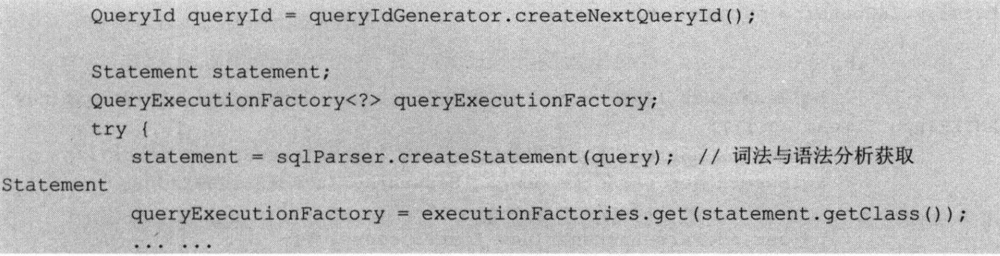 QueryId queryId = queryIdGenerator.createNextQueryId();
Statement statement;
QueryExecutionFactory<?> queryExecutionFactory;
try {
statement = sqlParser.createStatement(query); // 词法与语法分析获取
Statement
queryExecutionFactory = executionFactories.get(statement.getClass());
... ...